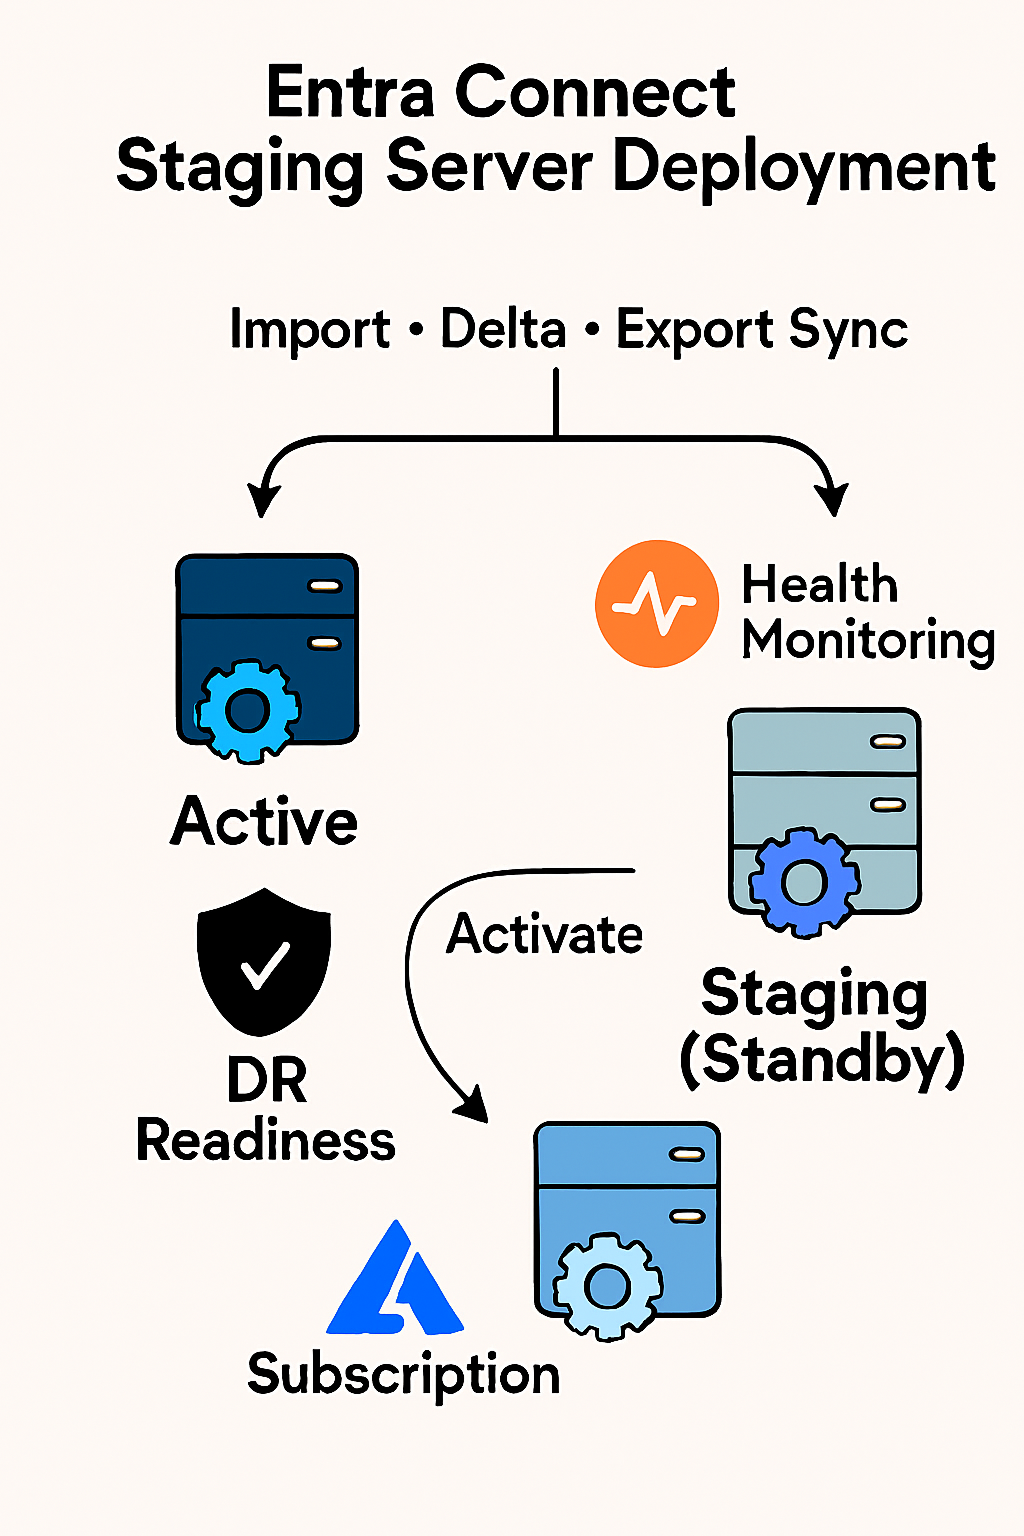 Entra Connect
Staging Server Deployment
Import • Delta • Export Sync
Health
Monitoring
Active
Activate
Staging
(Standby)
DR
Readiness
Subscription